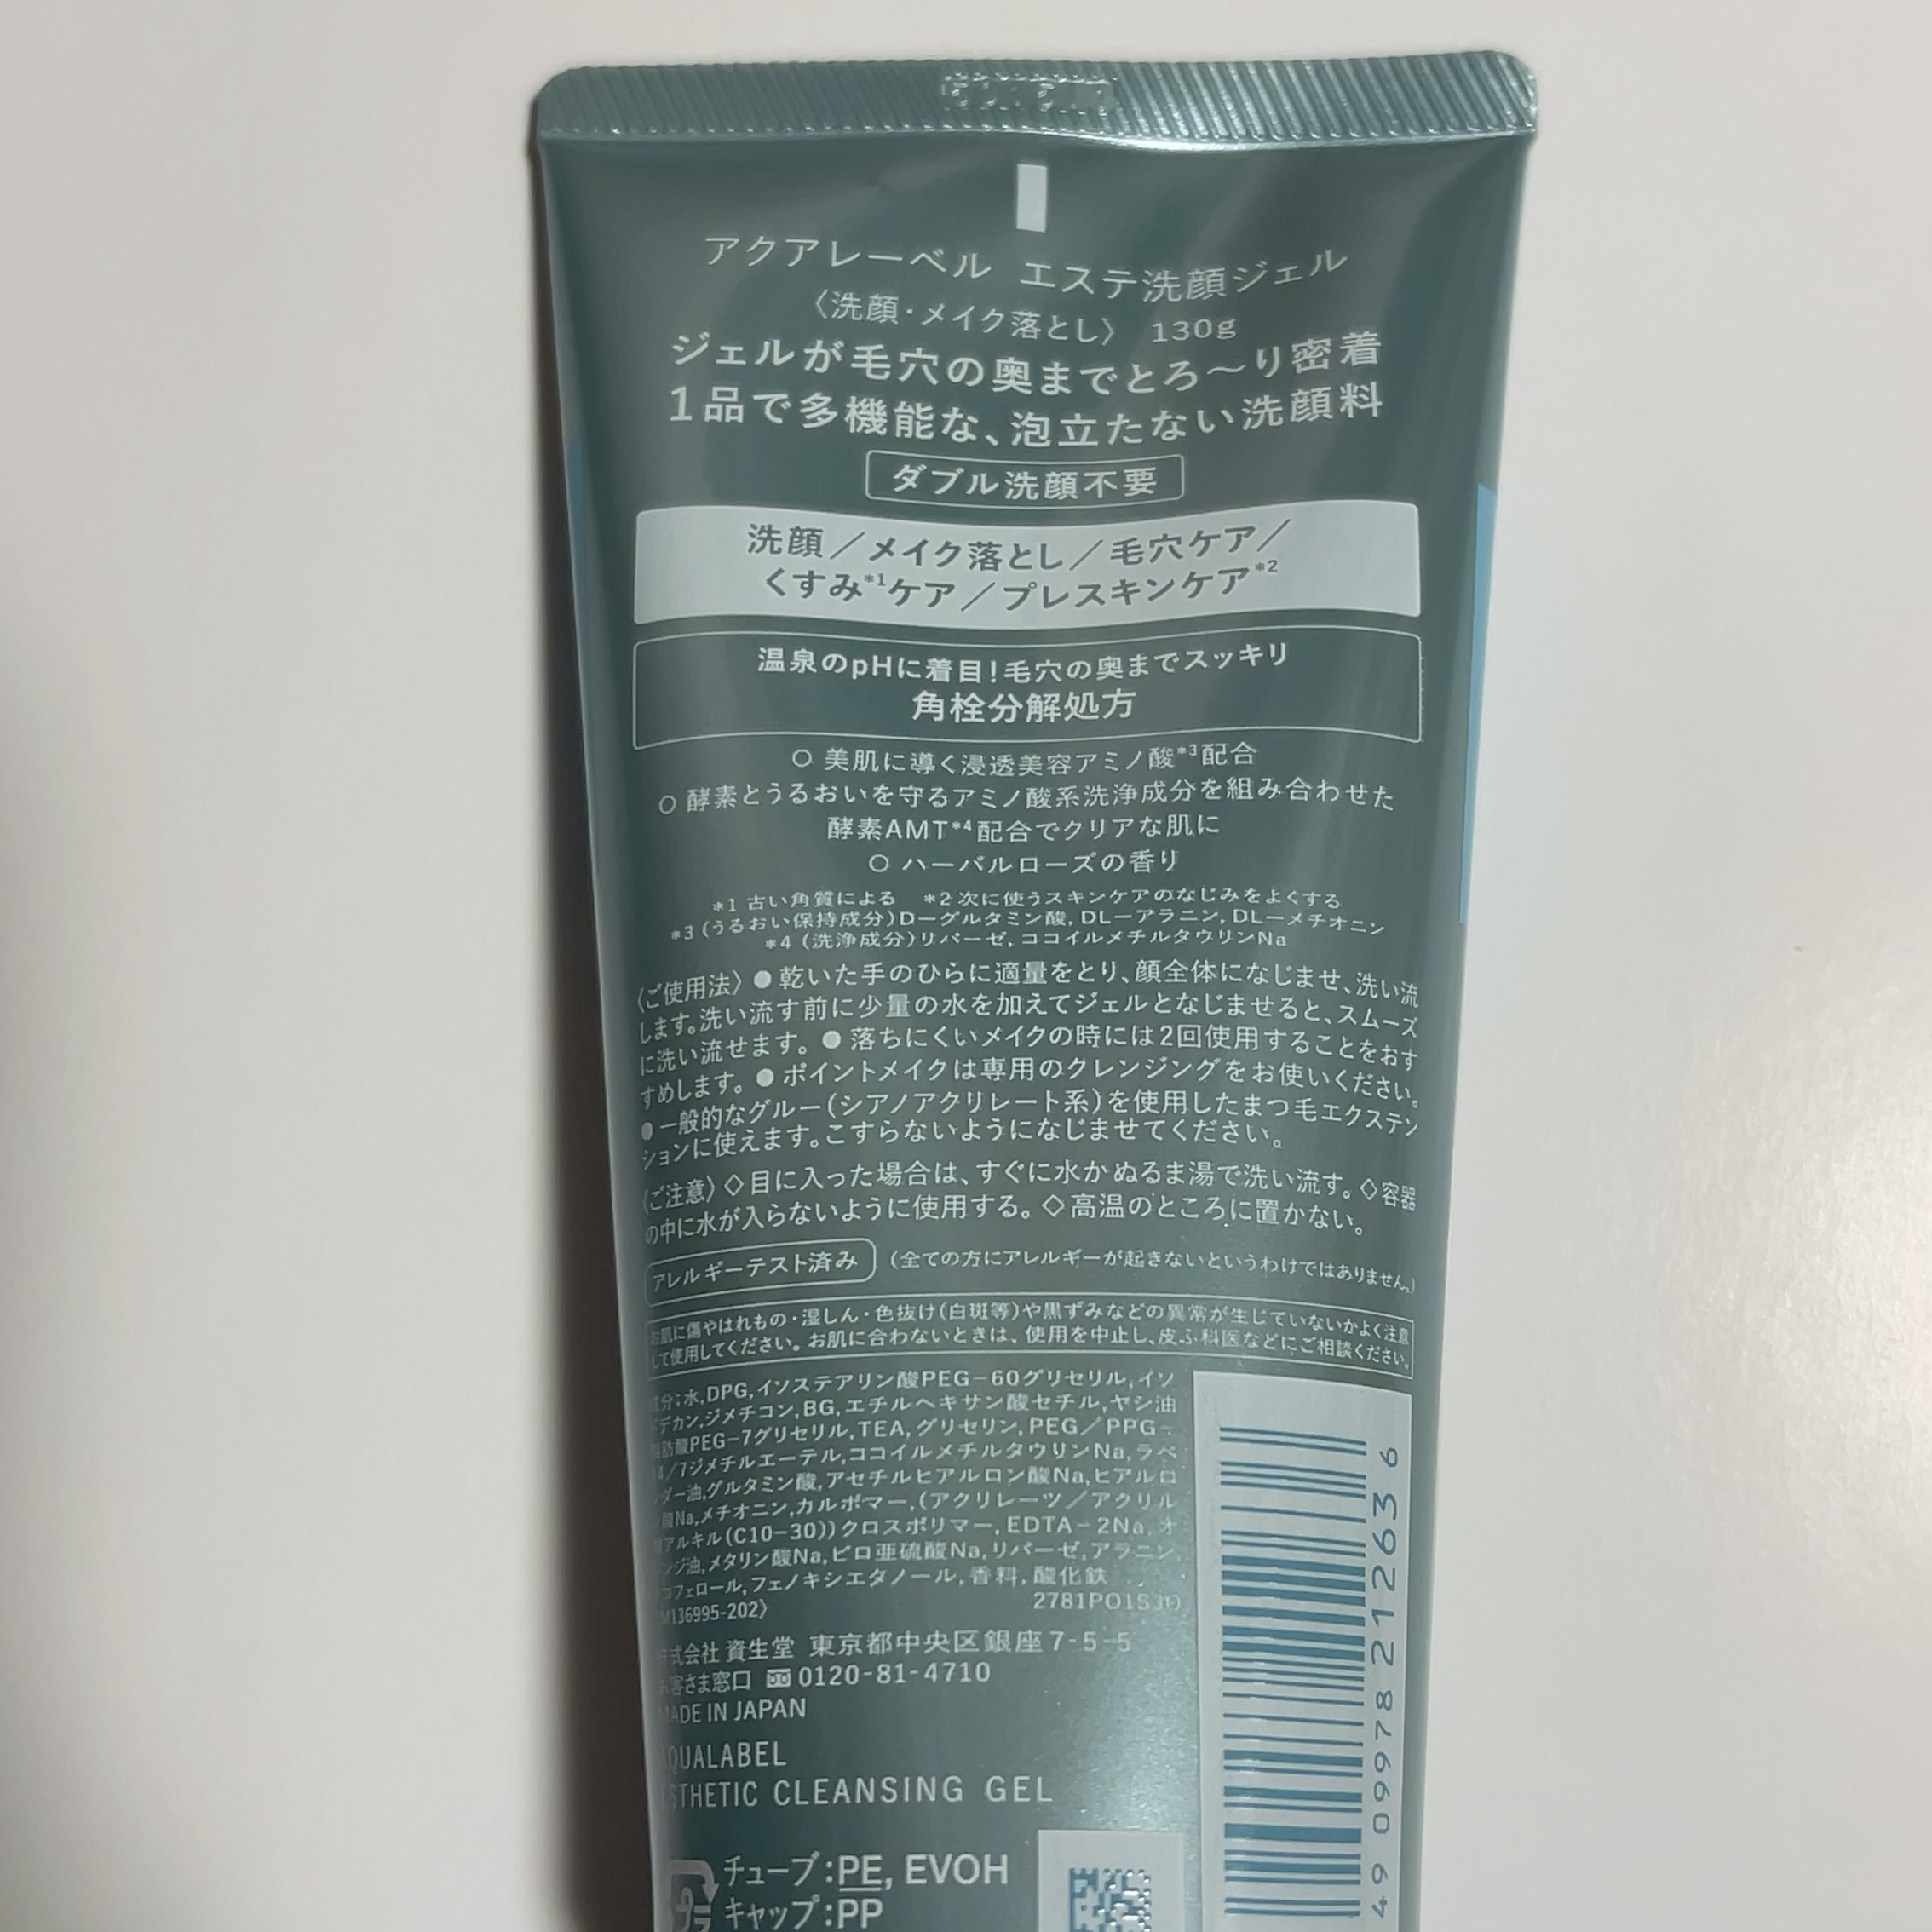 アクアレーベル エステ洗顔ジェル
〈洗顔・メイク落とし〉 130g
ジェルが毛穴の奥までとろ〜り密着
1品で多機能な、泡立たない洗顔料
ダブル洗顔不要
洗顔／メイク落とし／毛穴ケア／
くすみ*1ケア／プレスキンケア*2
温泉のpHに着目！毛穴の奥までスッキリ
角栓分解処方
○ 美肌に導く浸透美容アミノ酸*3配合
○ 酵素とうるおいを守るアミノ酸系洗浄成分を組み合わせた
酵素AMT*4配合でクリアな肌に
○ ハーバルローズの香り
*1 古い角質による *2 次に使うスキンケアのなじみをよくする
*3 (うるおい保持成分)D−グルタミン酸, DL−アラニン, DL−メチオニン
*4 (洗浄成分)リパーゼ, ココイルメチルタウリンNa
〈ご使用法〉● 乾いた手のひらに適量をとり、顔全体になじませ、洗い流
します。洗い流す前に少量の水を加えてジェルとなじませると、スムーズ
に洗い流せます。● 落ちにくいメイクの時には2回使用することをおす
すめします。● ポイントメイクは専用のクレンジングをお使いください。
● 一般的なグルー(シアノアクリレート系)を使用したまつ毛エクステン
ションに使えます。こすらないようになじませてください。
〈ご注意〉◇目に入った場合は、すぐに水かぬるま湯で洗い流す。◇容器
の中に水が入らないように使用する。◇高温のところに置かない。
アレルギーテスト済み (全ての方にアレルギーが起きないというわけではありません。)
お肌に傷やはれもの・湿しん・色抜け(白斑等)や黒ずみなどの異常が生じていないかよく注意
して使用してください。お肌に合わないときは、使用を中止し、皮ふ科医などにご相談ください。
分；水,DPG,イソステアリン酸PEG−60グリセリル,イソ
デカン,ジメチコン,BG,エチルヘキサン酸セチル,ヤシ油
脂肪酸PEG−7グリセリル,TEA,グリセリン,PEG／PPG−
14／7ジメチルエーテル,ココイルメチルタウリンNa,ラベ
ンダー油,グルタミン酸,アセチルヒアルロン酸Na,ヒアルロ
酸Na,メチオニン,カルボマー,(アクリレーツ／アクリル
アルキル(C10−30))クロスポリマー,EDTA−2Na,オ
ンジ油,メタリン酸Na,ピロ亜硫酸Na,リパーゼ,アラニン,
コフェロール,フェノキシエタノール,香料,酸化鉄
M136995-202〉 2781PO1S30
株式会社 資生堂 東京都中央区銀座7-5-5
お客さま窓口 0120-81-4710
MADE IN JAPAN
AQUALABEL
ESTHETIC CLEANSING GEL
チューブ：PE, EVOH
キャップ：PP
4909978212636